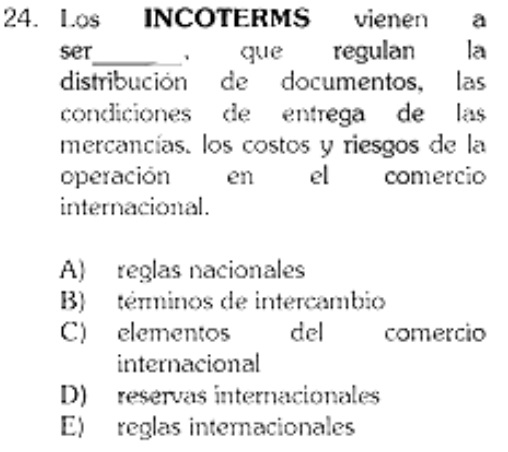 24. Los INCOTERMS vienen a
ser______, que regulan la
distribución de documentos, las
condiciones de entrega de las
mercancías, los costos y riesgos de la
operación en el comercio
internacional.
A) reglas nacionales
B) términos de intercambio
C) elementos del comercio
internacional
D) reservas internacionales
E) reglas internacionales